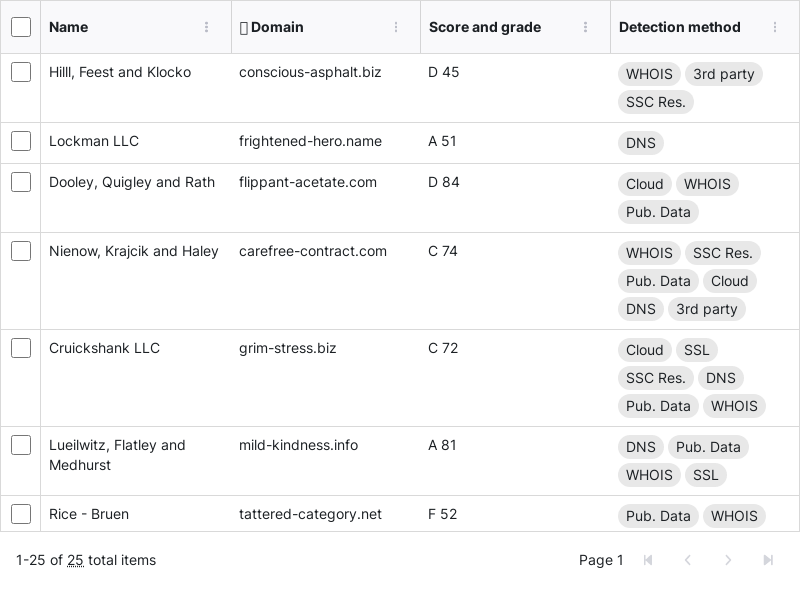 Name Domain Score and grade Detection method
Hilll, Feest and Klocko conscious-asphalt.biz D 45 WHOIS 3rd party
SSC Res.
Lockman LLC frightened-hero.name A 51 DNS
Dooley, Quigley and Rath flippant-acetate.com D 84 Cloud WHOIS
Pub. Data
Nienow, Krajcik and Haley carefree-contract.com C 74 WHOIS SSC Res.
Pub. Data Cloud
DNS 3rd party
Cruickshank LLC grim-stress.biz C 72 Cloud SSL
SSC Res. DNS
Pub. Data WHOIS
Lueilwitz, Flatley and mild-kindness.info A 81 DNS Pub. Data
Medhurst WHOIS SSL
Rice - Bruen tattered-category.net F 52 Pub. Data WHOIS
1-25 of 25 total items Page 1